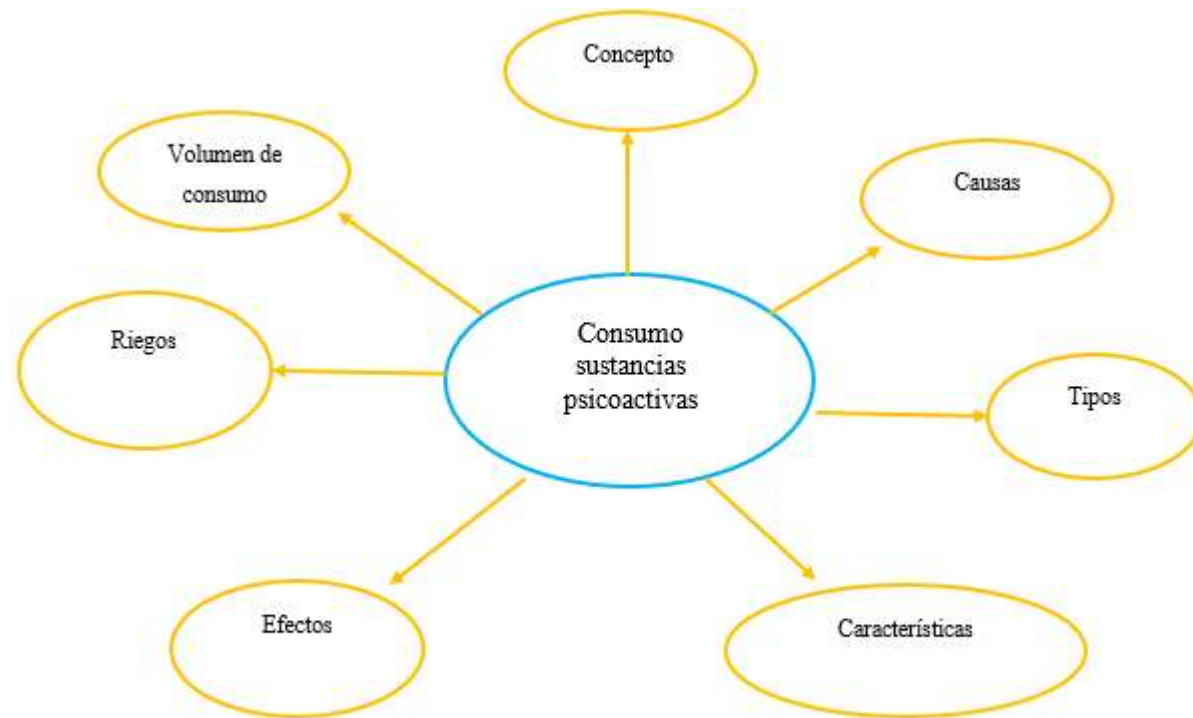 Concepto
Volumen de
consumo
Causas
Riegos
Consumo
sustancias
psicoactivas
Tipos
Efectos
Características